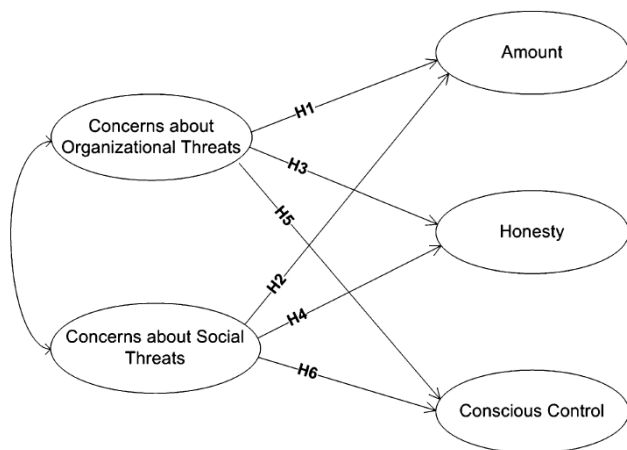 Amount
H1
Concerns about
Organizational Threats
H3
H5
Honesty
H2
H4
Concerns about Social
Threats
H6
Conscious Control